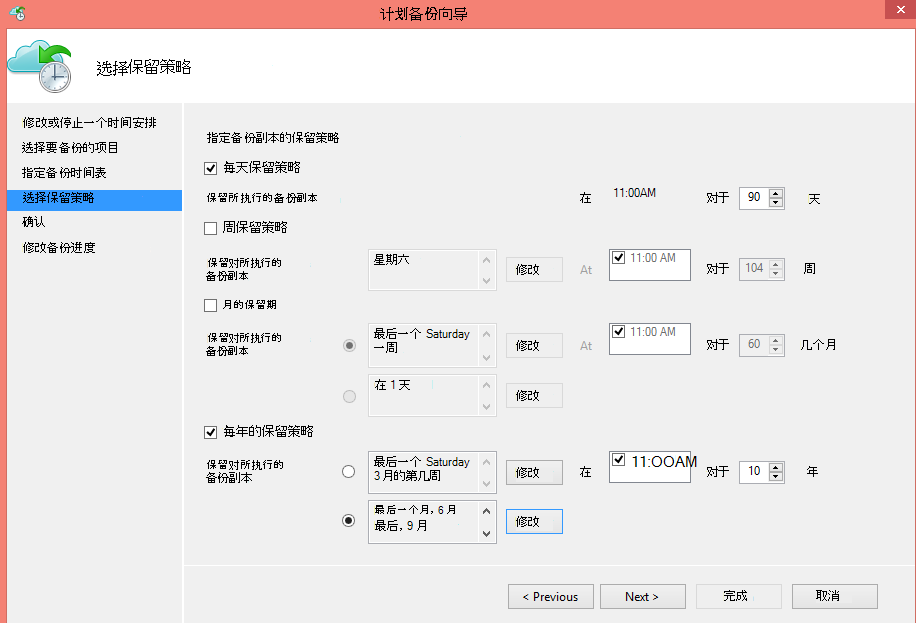 计划备份向导
选择保留策略
修改或停止一个时间安排
选择要备份的项目
指定备份时间表
选择保留策略
确认
修改备份进度
指定备份副本的保留策略
每天保留策略
保留所执行的备份副本 在 11:00AM 对于 90 天
周保留策略
保留对所执行的
备份副本
星期六
修改 At 11:00 AM 对于 104 周
月的保留期
保留对所执行的
备份副本
最后一个 Saturday
一周
修改 At 11:00 AM 对于 60 几个月
在 1 天
修改
每年的保留策略
保留对所执行的
备份副本
最后一个 Saturday
3 月的第几周
修改 在 11:OOAM 对于 10 年
最后一个月, 6 月
最后, 9 月
修改
< Previous Next > 完成 取消